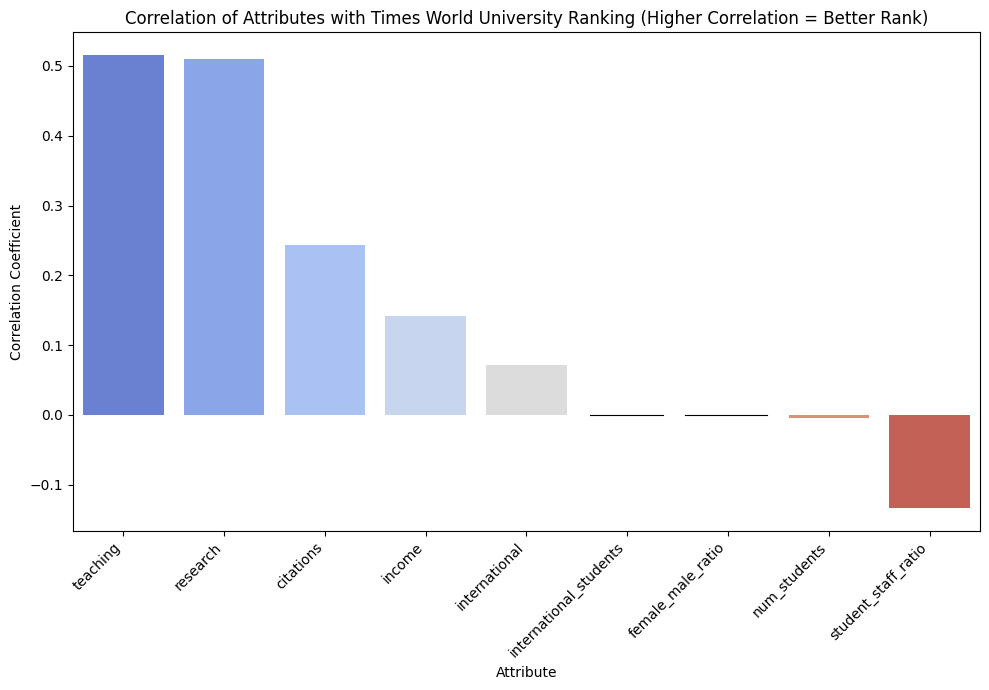 Correlation of Attributes with Times World University Ranking (Higher Correlation = Better Rank)
Correlation Coefficient
0.5
0.4
0.3
0.2
0.1
0.0
−0.1
teaching
research
citations
income
international
international_students
female_male_ratio
num_students
student_staff_ratio
Attribute